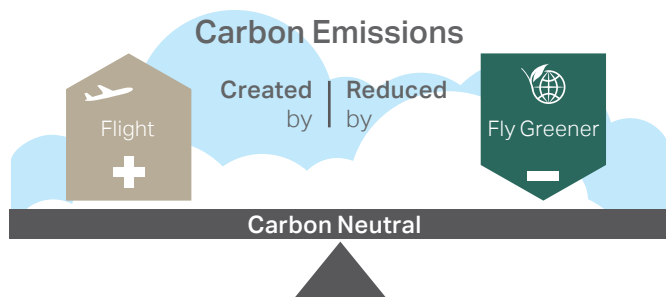 Carbon Emissions
Created by
Reduced by
Flight
+
Fly Greener
−
Carbon Neutral